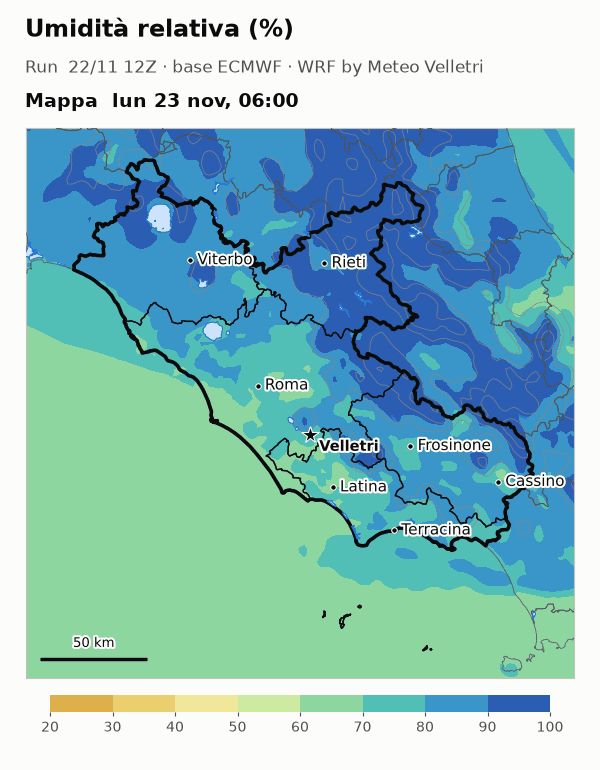 Umidità relativa (%)
Run  22/11 12Z · base ECMWF · WRF by Meteo Velletri
Mappa  lun 23 nov, 06:00
Viterbo
Rieti
Roma
Velletri
Frosinone
Cassino
Latina
Terracina
50 km
20 30 40 50 60 70 80 90 100